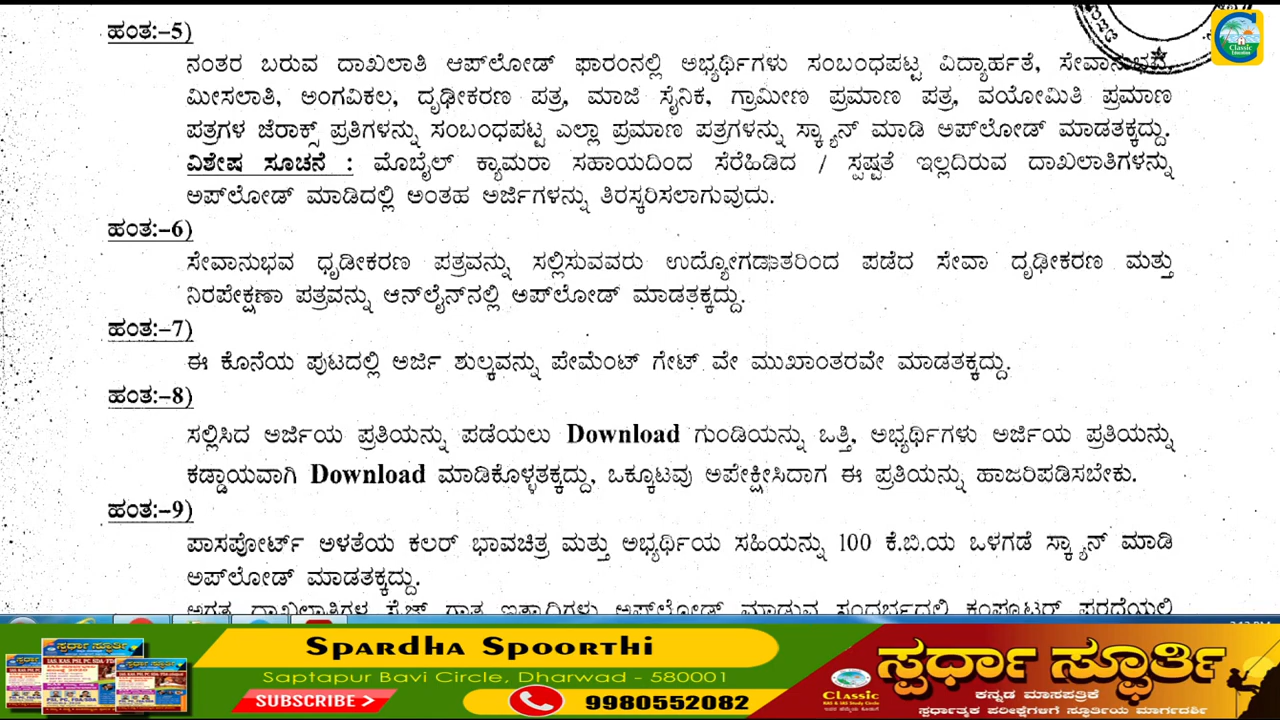 ಹಂತ:-5)
ನಂತರ ಬರುವ ದಾಖಲಾತಿ ಆಪ್‌ಲೋಡ್ ಫಾರಂನಲ್ಲಿ ಅಭ್ಯರ್ಥಿಗಳು ಸಂಬಂಧಪಟ್ಟ ವಿದ್ಯಾರ್ಹತೆ, ಸೇವಾನುಭವ,
ಮೀಸಲಾತಿ, ಅಂಗವಿಕಲ, ದೃಢೀಕರಣ ಪತ್ರ, ಮಾಜಿ ಸೈನಿಕ, ಗ್ರಾಮೀಣ ಪ್ರಮಾಣ ಪತ್ರ, ವಯೋಮಿತಿ ಪ್ರಮಾಣ
ಪತ್ರಗಳ ಜೆರಾಕ್ಸ್ ಪ್ರತಿಗಳನ್ನು ಸಂಬಂಧಪಟ್ಟ ಎಲ್ಲಾ ಪ್ರಮಾಣ ಪತ್ರಗಳನ್ನು ಸ್ಕ್ಯಾನ್ ಮಾಡಿ ಅಪ್‌ಲೋಡ್ ಮಾಡತಕ್ಕದ್ದು.
ವಿಶೇಷ ಸೂಚನೆ : ಮೊಬೈಲ್ ಕ್ಯಾಮರಾ ಸಹಾಯದಿಂದ ಸೆರೆಹಿಡಿದ / ಸ್ಪಷ್ಟತೆ ಇಲ್ಲದಿರುವ ದಾಖಲಾತಿಗಳನ್ನು
ಅಪ್‌ಲೋಡ್ ಮಾಡಿದಲ್ಲಿ ಅಂತಹ ಅರ್ಜಿಗಳನ್ನು ತಿರಸ್ಕರಿಸಲಾಗುವುದು.
ಹಂತ:-6)
ಸೇವಾನುಭವ ಧೃಡೀಕರಣ ಪತ್ರವನ್ನು ಸಲ್ಲಿಸುವವರು ಉದ್ಯೋಗದಾತರಿಂದ ಪಡೆದ ಸೇವಾ ದೃಢೀಕರಣ ಮತ್ತು
ನಿರಪೇಕ್ಷಣಾ ಪತ್ರವನ್ನು ಆನ್‌ಲೈನ್‌ನಲ್ಲಿ ಅಪ್‌ಲೋಡ್ ಮಾಡತಕ್ಕದ್ದು.
ಹಂತ:-7)
ಈ ಕೊನೆಯ ಪುಟದಲ್ಲಿ ಅರ್ಜಿ ಶುಲ್ಕವನ್ನು ಪೇಮೆಂಟ್ ಗೇಟ್ ವೇ ಮುಖಾಂತರವೇ ಮಾಡತಕ್ಕದ್ದು.
ಹಂತ:-8)
ಸಲ್ಲಿಸಿದ ಅರ್ಜಿಯ ಪ್ರತಿಯನ್ನು ಪಡೆಯಲು Download ಗುಂಡಿಯನ್ನು ಒತ್ತಿ, ಅಭ್ಯರ್ಥಿಗಳು ಅರ್ಜಿಯ ಪ್ರತಿಯನ್ನು
ಕಡ್ಡಾಯವಾಗಿ Download ಮಾಡಿಕೊಳ್ಳತಕ್ಕದ್ದು, ಒಕ್ಕೂಟವು ಅಪೇಕ್ಷೀಸಿದಾಗ ಈ ಪ್ರತಿಯನ್ನು ಹಾಜರಿಪಡಿಸಬೇಕು.
ಹಂತ:-9)
ಪಾಸಪೋರ್ಟ್ ಅಳತೆಯ ಕಲರ್ ಭಾವಚಿತ್ರ ಮತ್ತು ಅಭ್ಯರ್ಥಿಯ ಸಹಿಯನ್ನು 100 ಕೆ.ಬಿ.ಯ ಒಳಗಡೆ ಸ್ಕ್ಯಾನ್ ಮಾಡಿ
ಅಪ್‌ಲೋಡ್ ಮಾಡತಕ್ಕದ್ದು.
Spardha Spoorthi
Saptapur Bavi Circle, Dharwad - 580001
SUBSCRIBE
9980552082
ಸ್ಪರ್ಧಾ ಸ್ಫೂರ್ತಿ
ಕನ್ನಡ ಮಾಸಪತ್ರಿಕೆ
ಸ್ಪರ್ಧಾತ್ಮಕ ಪರೀಕ್ಷೆಗಳಿಗೆ ಸ್ಫೂರ್ತಿಯ ಮಾರ್ಗದರ್ಶಿ
Classic